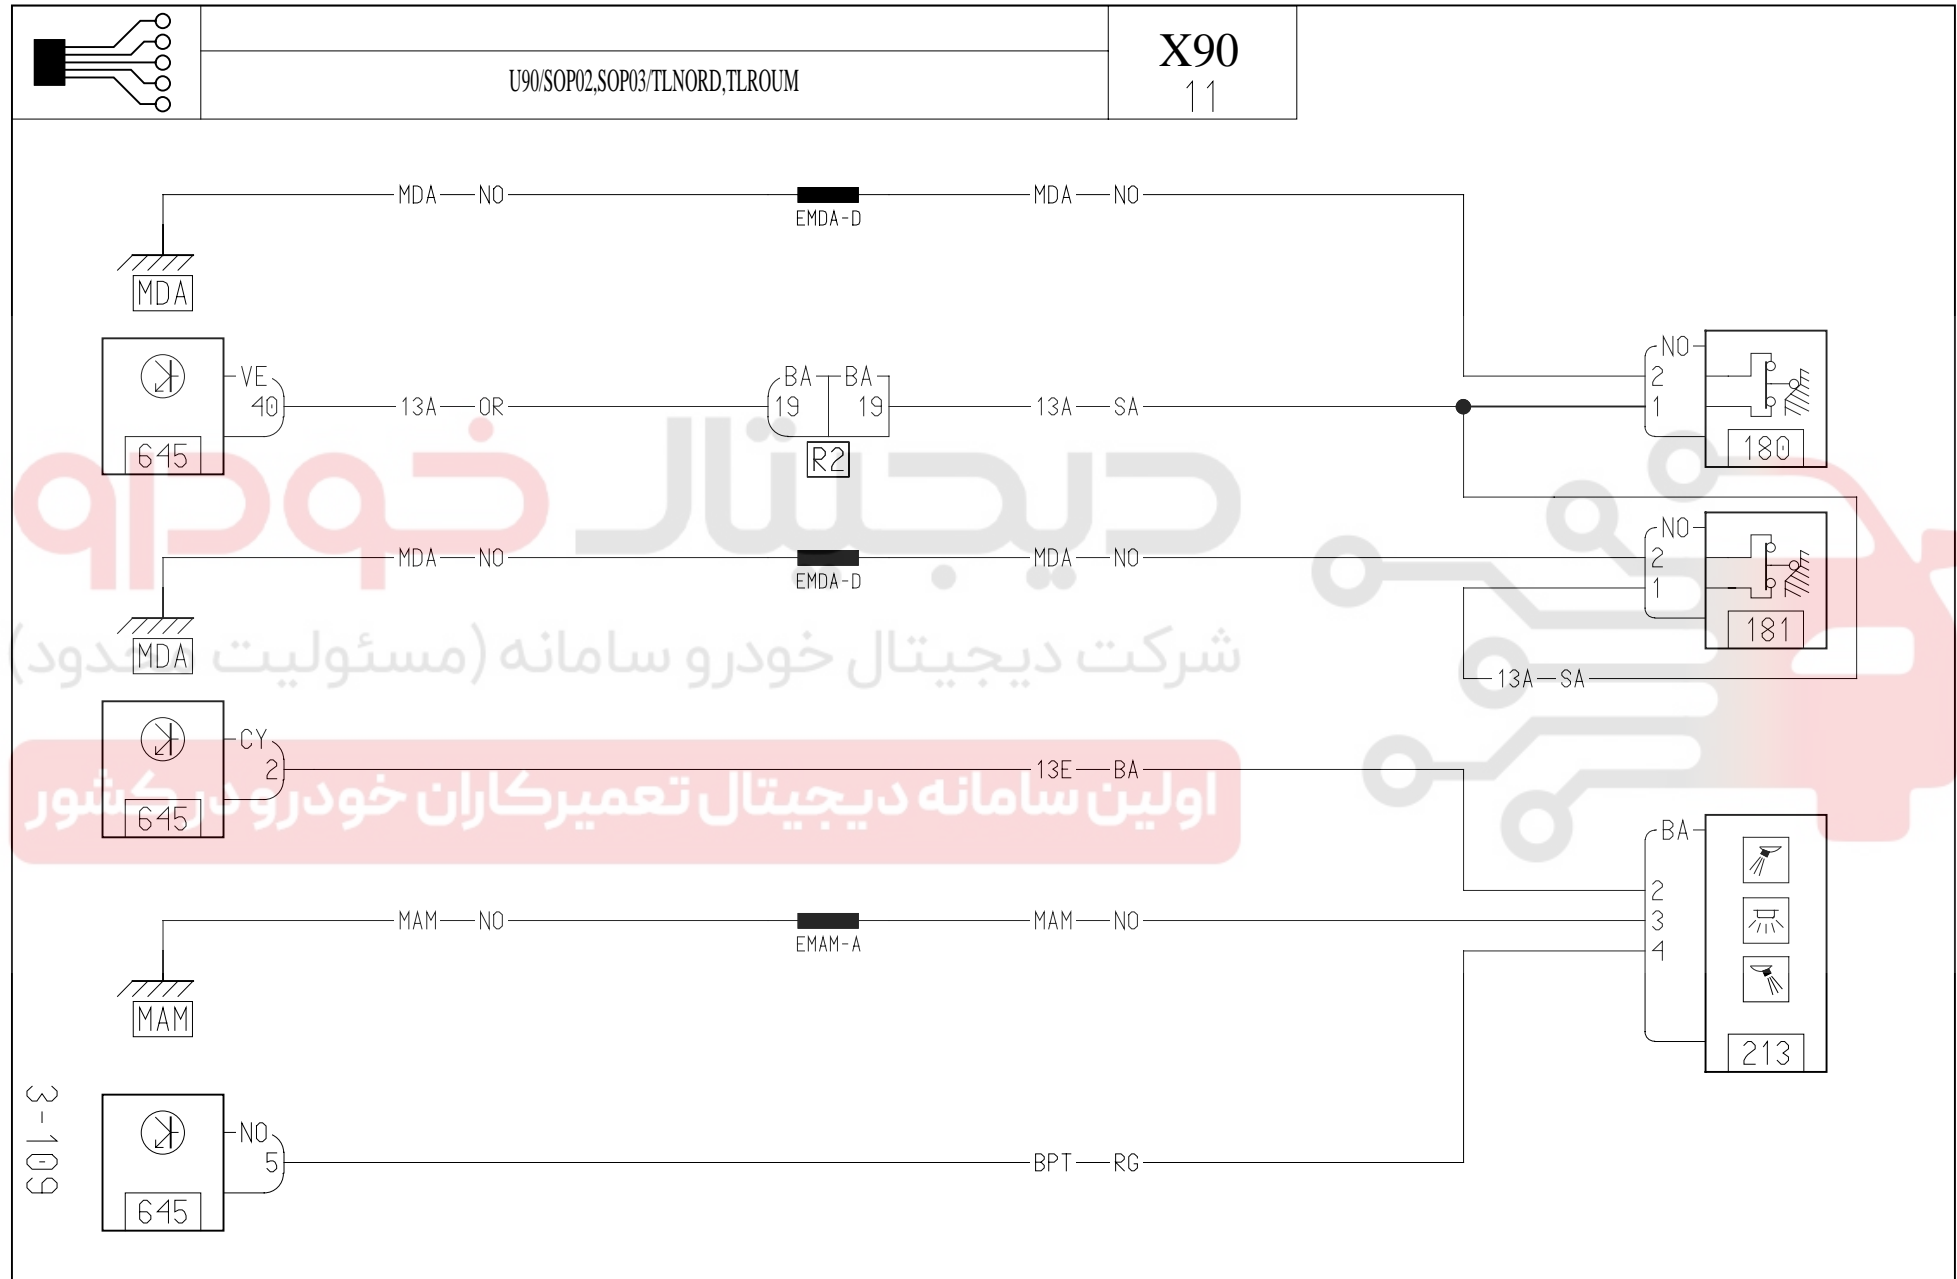 X90
U90/SOP02,SOP03/TLNORD,TLROUM
11
MDA NO EMDA-D MDA NO
MDA
VE
40
13A OR
BA BA
19 19
R2
13A SA
NO
2
1
180
645
دیجیتال خودرو
MDA NO EMDA-D MDA NO
NO
2
1
181
MDA
شرکت دیجیتال خودرو سامانه (مسئولیت محدود)
13A SA
CY
2
645
13E BA
اولین سامانه دیجیتال تعمیرکاران خودرو در کشور
BA
2
3
4
213
MAM NO EMAM-A MAM NO
MAM
NO
5
645
BPT RG
3-109